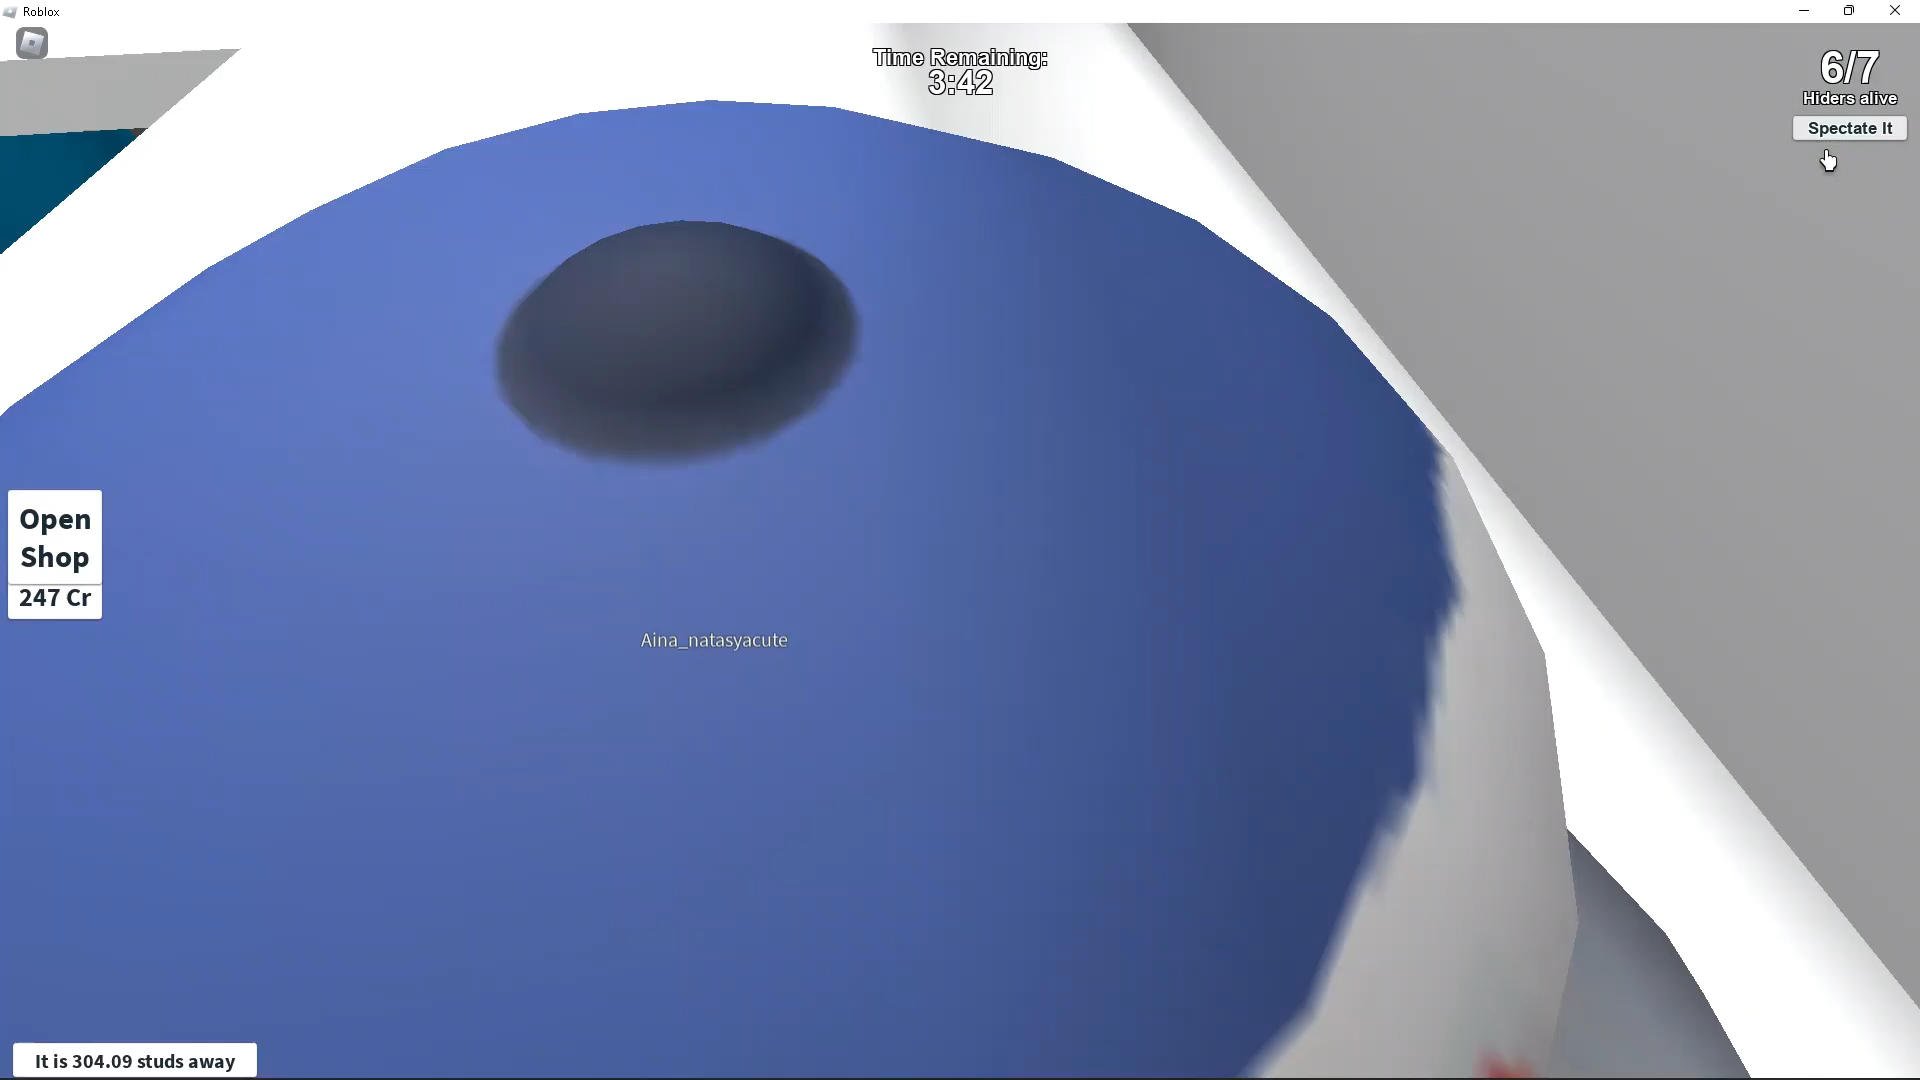 Roblox
Time Remaining:
3:42
6/7
Hiders alive
Spectate It
Open
Shop
247 Cr
Aina_natasyacute
It is 304.09 studs away